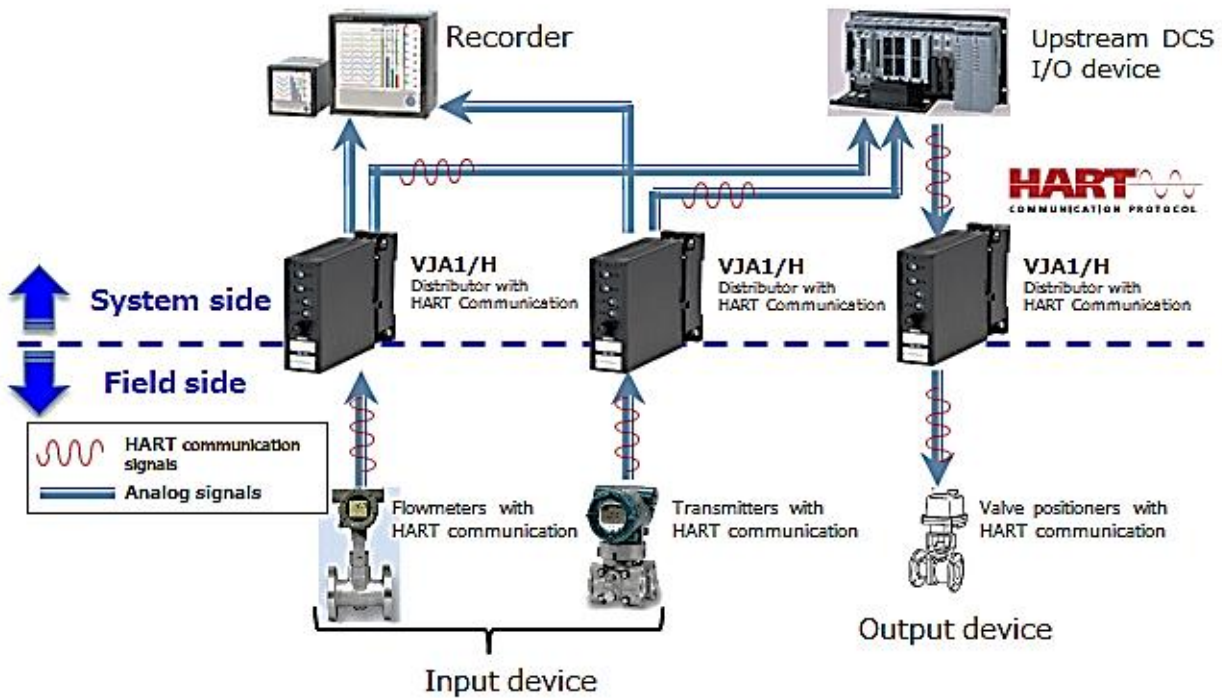 Recorder
Upstream DCS
I/O device
HART
COMMUNICATION PROTOCOL
VJA1/H
Distributor with
HART Communication
VJA1/H
Distributor with
HART Communication
VJA1/H
Distributor with
HART Communication
System side
Field side
HART communication
signals
Analog signals
Flowmeters with
HART communication
Transmitters with
HART communication
Valve positioners with
HART communication
Input device
Output device